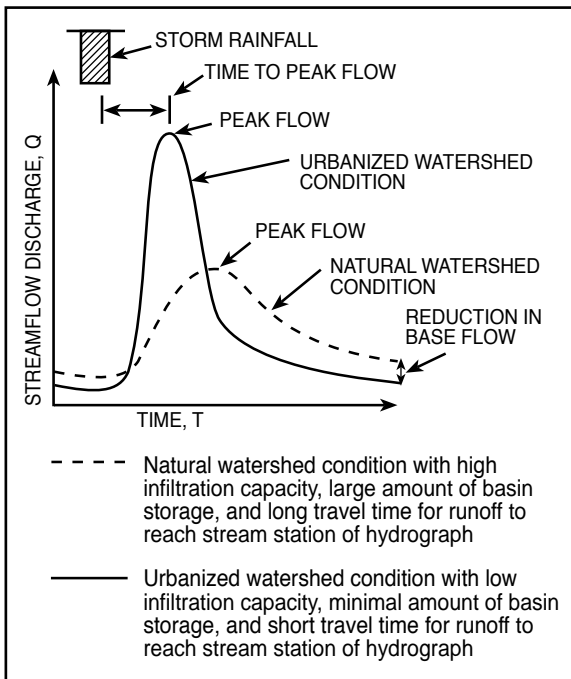 STORM RAINFALL
TIME TO PEAK FLOW
PEAK FLOW
URBANIZED WATERSHED
CONDITION
PEAK FLOW
NATURAL WATERSHED
CONDITION
REDUCTION IN
BASE FLOW
STREAMFLOW DISCHARGE, Q
TIME, T
Natural watershed condition with high
infiltration capacity, large amount of basin
storage, and long travel time for runoff to
reach stream station of hydrograph
Urbanized watershed condition with low
infiltration capacity, minimal amount of basin
storage, and short travel time for runoff to
reach stream station of hydrograph